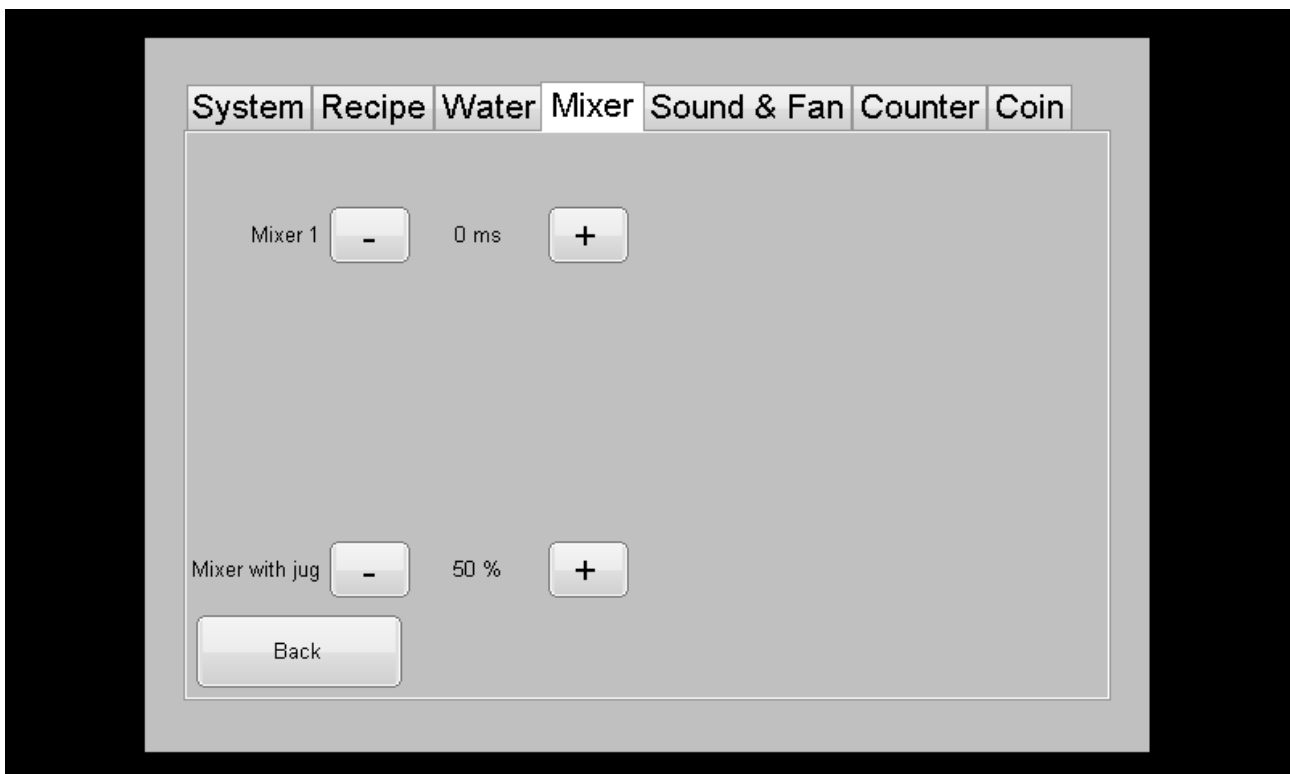 System Recipe Water Mixer Sound & Fan Counter Coin
Mixer 1 - 0 ms +
Mixer with jug - 50 % +
Back